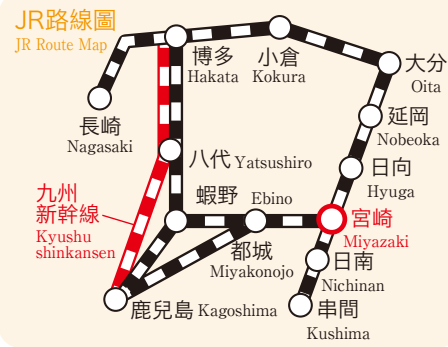 JR路線圖
JR Route Map
博多
Hakata
小倉
Kokura
大分
Oita
長崎
Nagasaki
延岡
Nobeoka
八代 Yatsushiro
日向
Hyuga
九州
新幹線
Kyushu
shinkansen
蝦野 Ebino
宮崎
Miyazaki
都城
Miyakonojo
日南
Nichinan
鹿兒島 Kagoshima
串間
Kushima